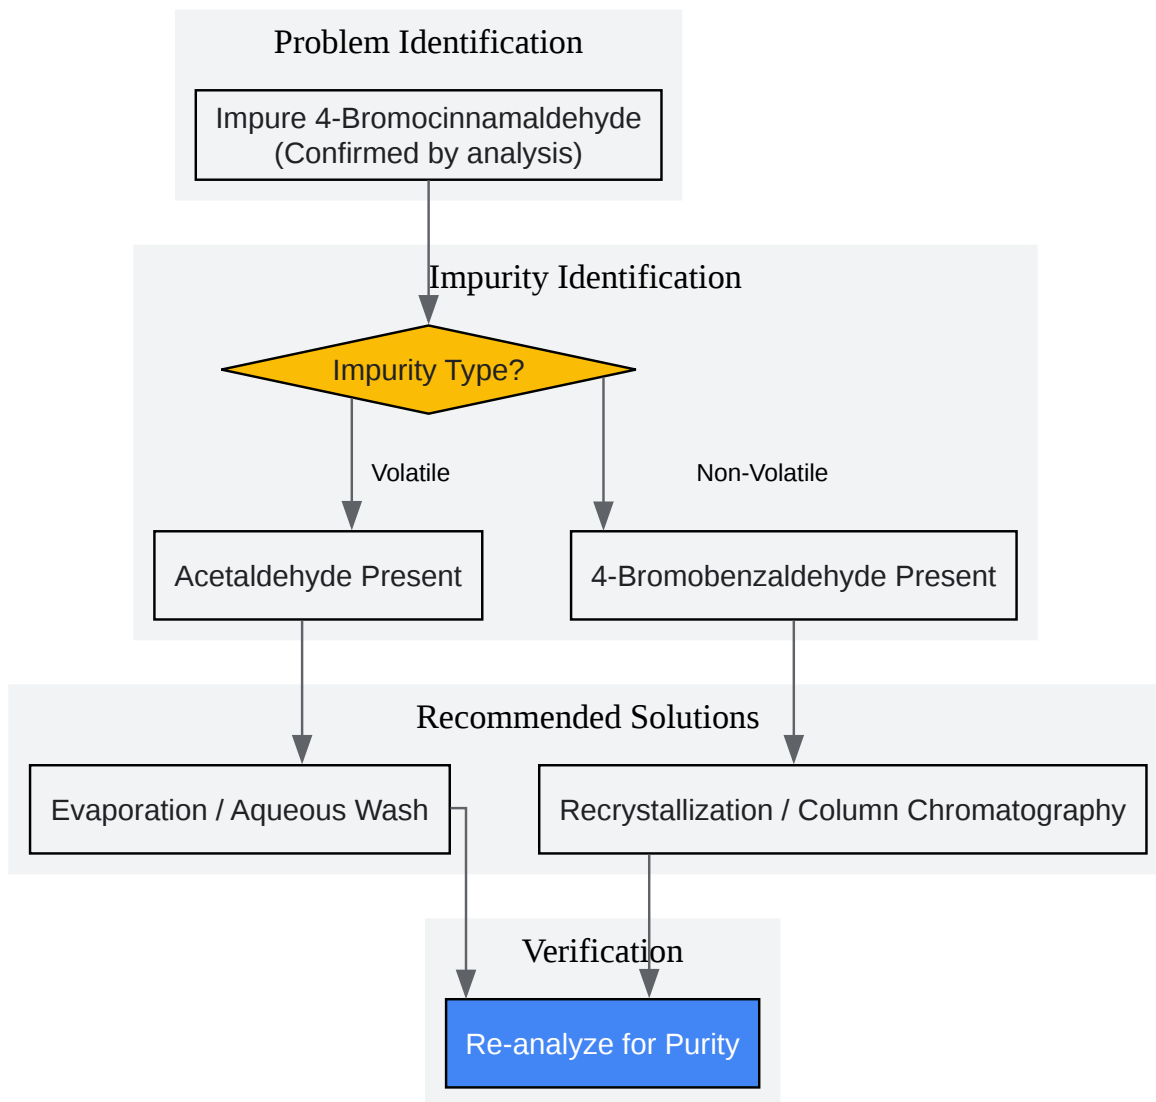 Problem Identification
Impure 4-Bromocinnamaldehyde
(Confirmed by analysis)
Impurity Identification
Impurity Type?
Volatile
Non-Volatile
Acetaldehyde Present
4-Bromobenzaldehyde Present
Recommended Solutions
Evaporation / Aqueous Wash
Recrystallization / Column Chromatography
Verification
Re-analyze for Purity